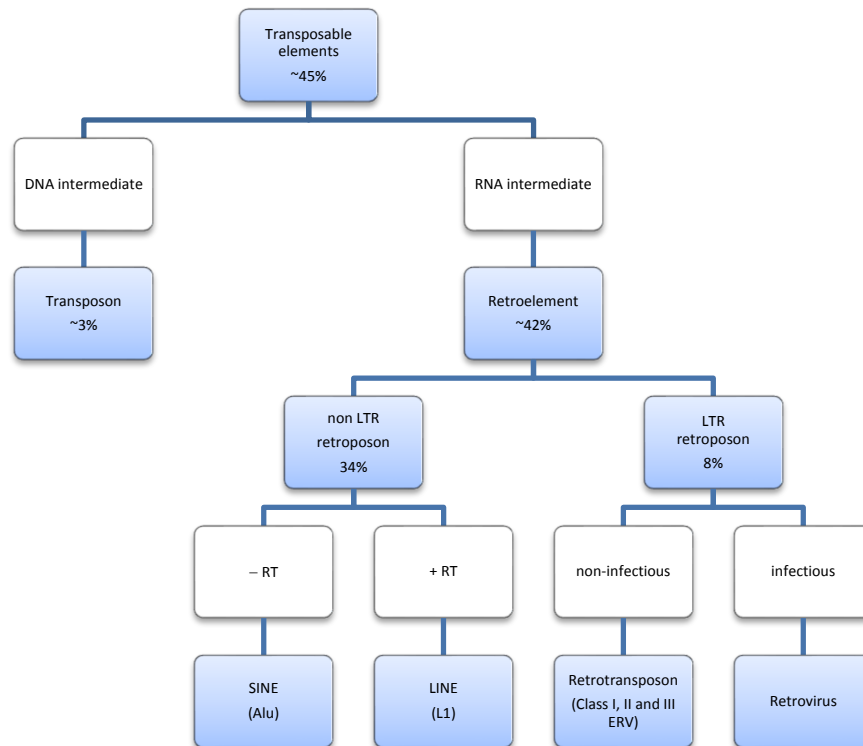 Transposable
elements
~45%
DNA intermediate
RNA intermediate
Transposon
~3%
Retroelement
~42%
non LTR
retroposon
34%
LTR
retroposon
8%
– RT
+ RT
non-infectious
infectious
SINE
(Alu)
LINE
(L1)
Retrotransposon
(Class I, II and III
ERV)
Retrovirus